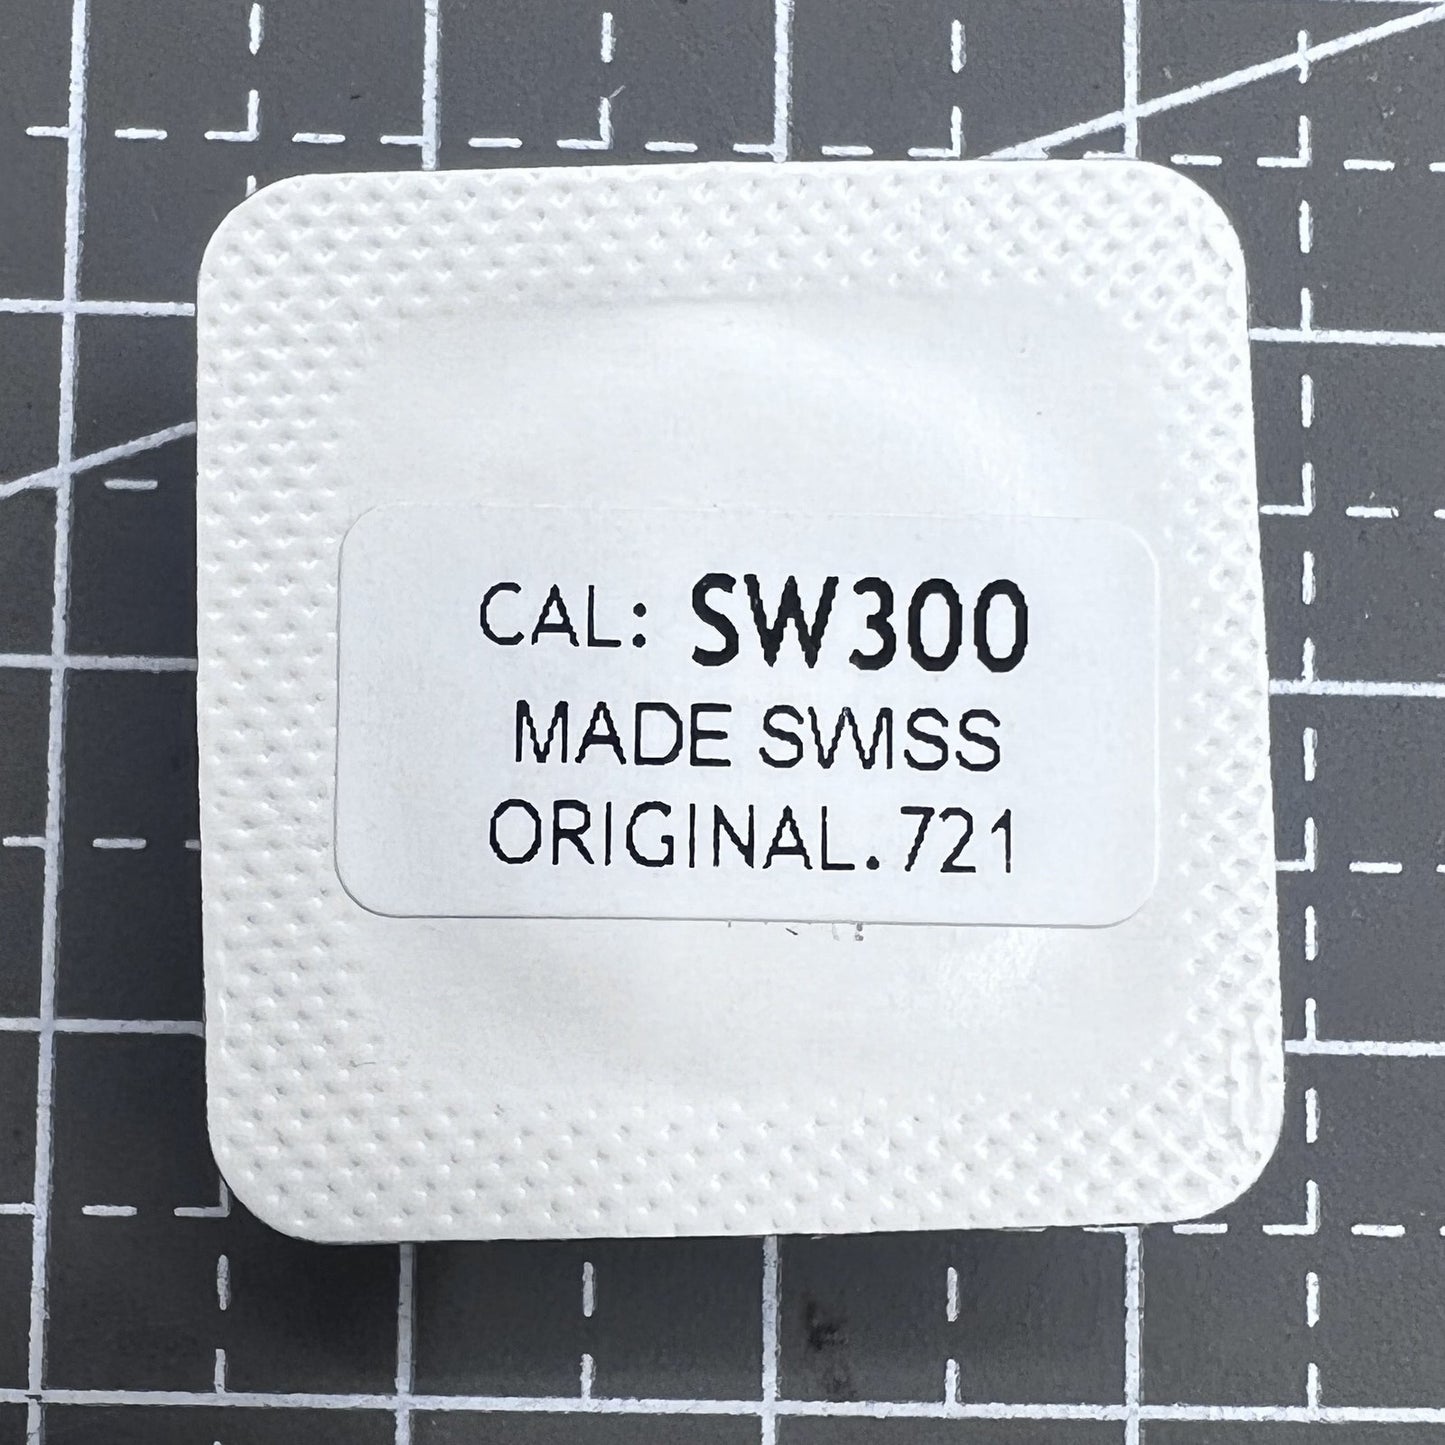 CAL: SW300
MADE SWISS
ORIGINAL. 721